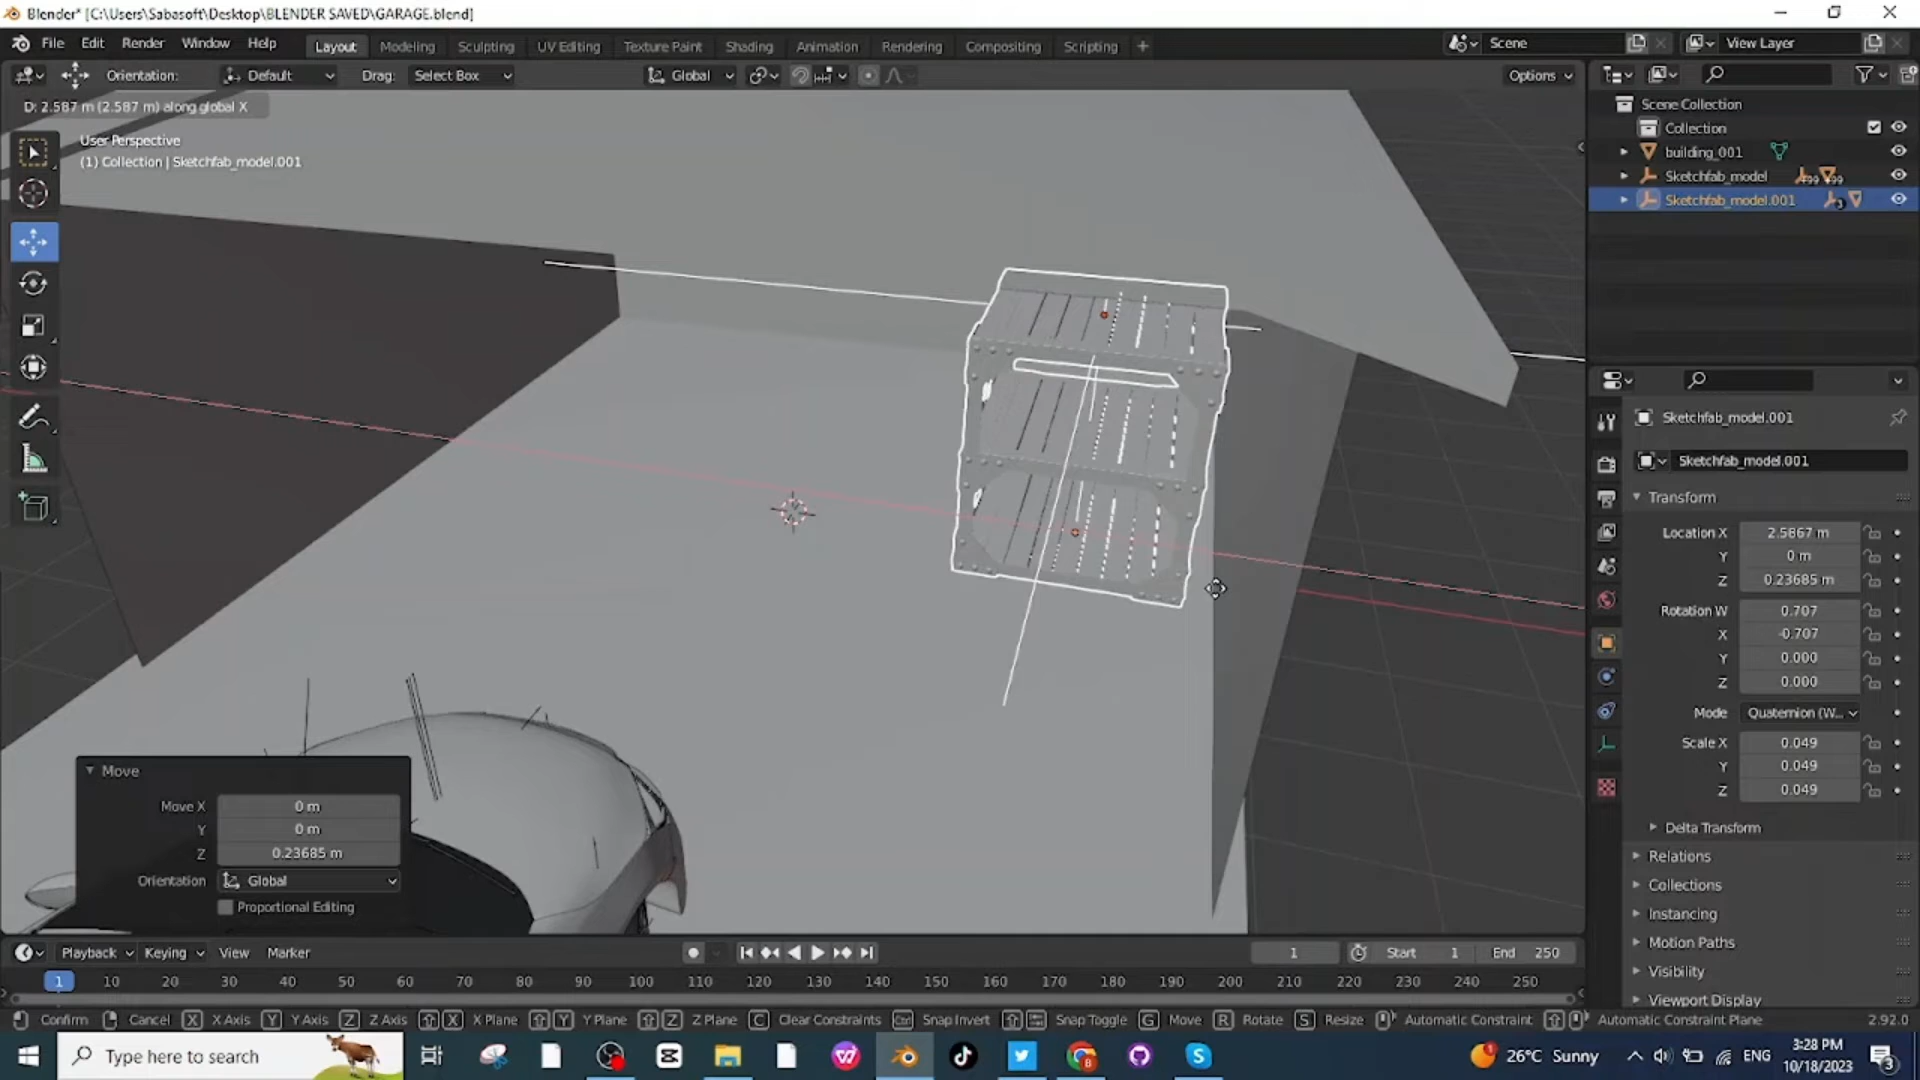 Blender* [C:\Users\Sabasoft\Desktop\BLENDER SAVED\GARAGE.blend]
File Edit Render Window Help Layout Modeling Sculpting UV Editing Texture Paint Shading Animation Rendering Compositing Scripting + Scene View Layer
Orientation: Default Drag: Select Box Global Options
D: 2.587 m (2.587 m) along global X
User Perspective
(1) Collection | Sketchfab_model.001
Scene Collection
Collection
building_001
Sketchfab_model 499 499
Sketchfab_model.001 3
Sketchfab_model.001
Sketchfab_model.001
Transform
Location X 2.5867 m
Y 0 m
Z 0.23685 m
Rotation W 0.707
X -0.707
Y 0.000
Z 0.000
Mode Quaternion (W...
Scale X 0.049
Y 0.049
Z 0.049
Delta Transform
Relations
Collections
Instancing
Motion Paths
Visibility
Viewport Display
Move
Move X 0 m
Y 0 m
Z 0.23685 m
Orientation Global
Proportional Editing
Playback Keying View Marker 1 Start 1 End 250
1 10 20 30 40 50 60 70 80 90 100 110 120 130 140 150 160 170 180 190 200 210 220 230 240 250
Confirm Cancel X X Axis Y Y Axis Z Z Axis X X Plane Y Y Plane Z Z Plane C Clear Constraints Ctrl Snap Invert Snap Toggle G Move R Rotate S Resize Automatic Constraint Automatic Constraint Plane 2.92.0
Type here to search 26°C Sunny ENG 3:28 PM
10/18/2023 3